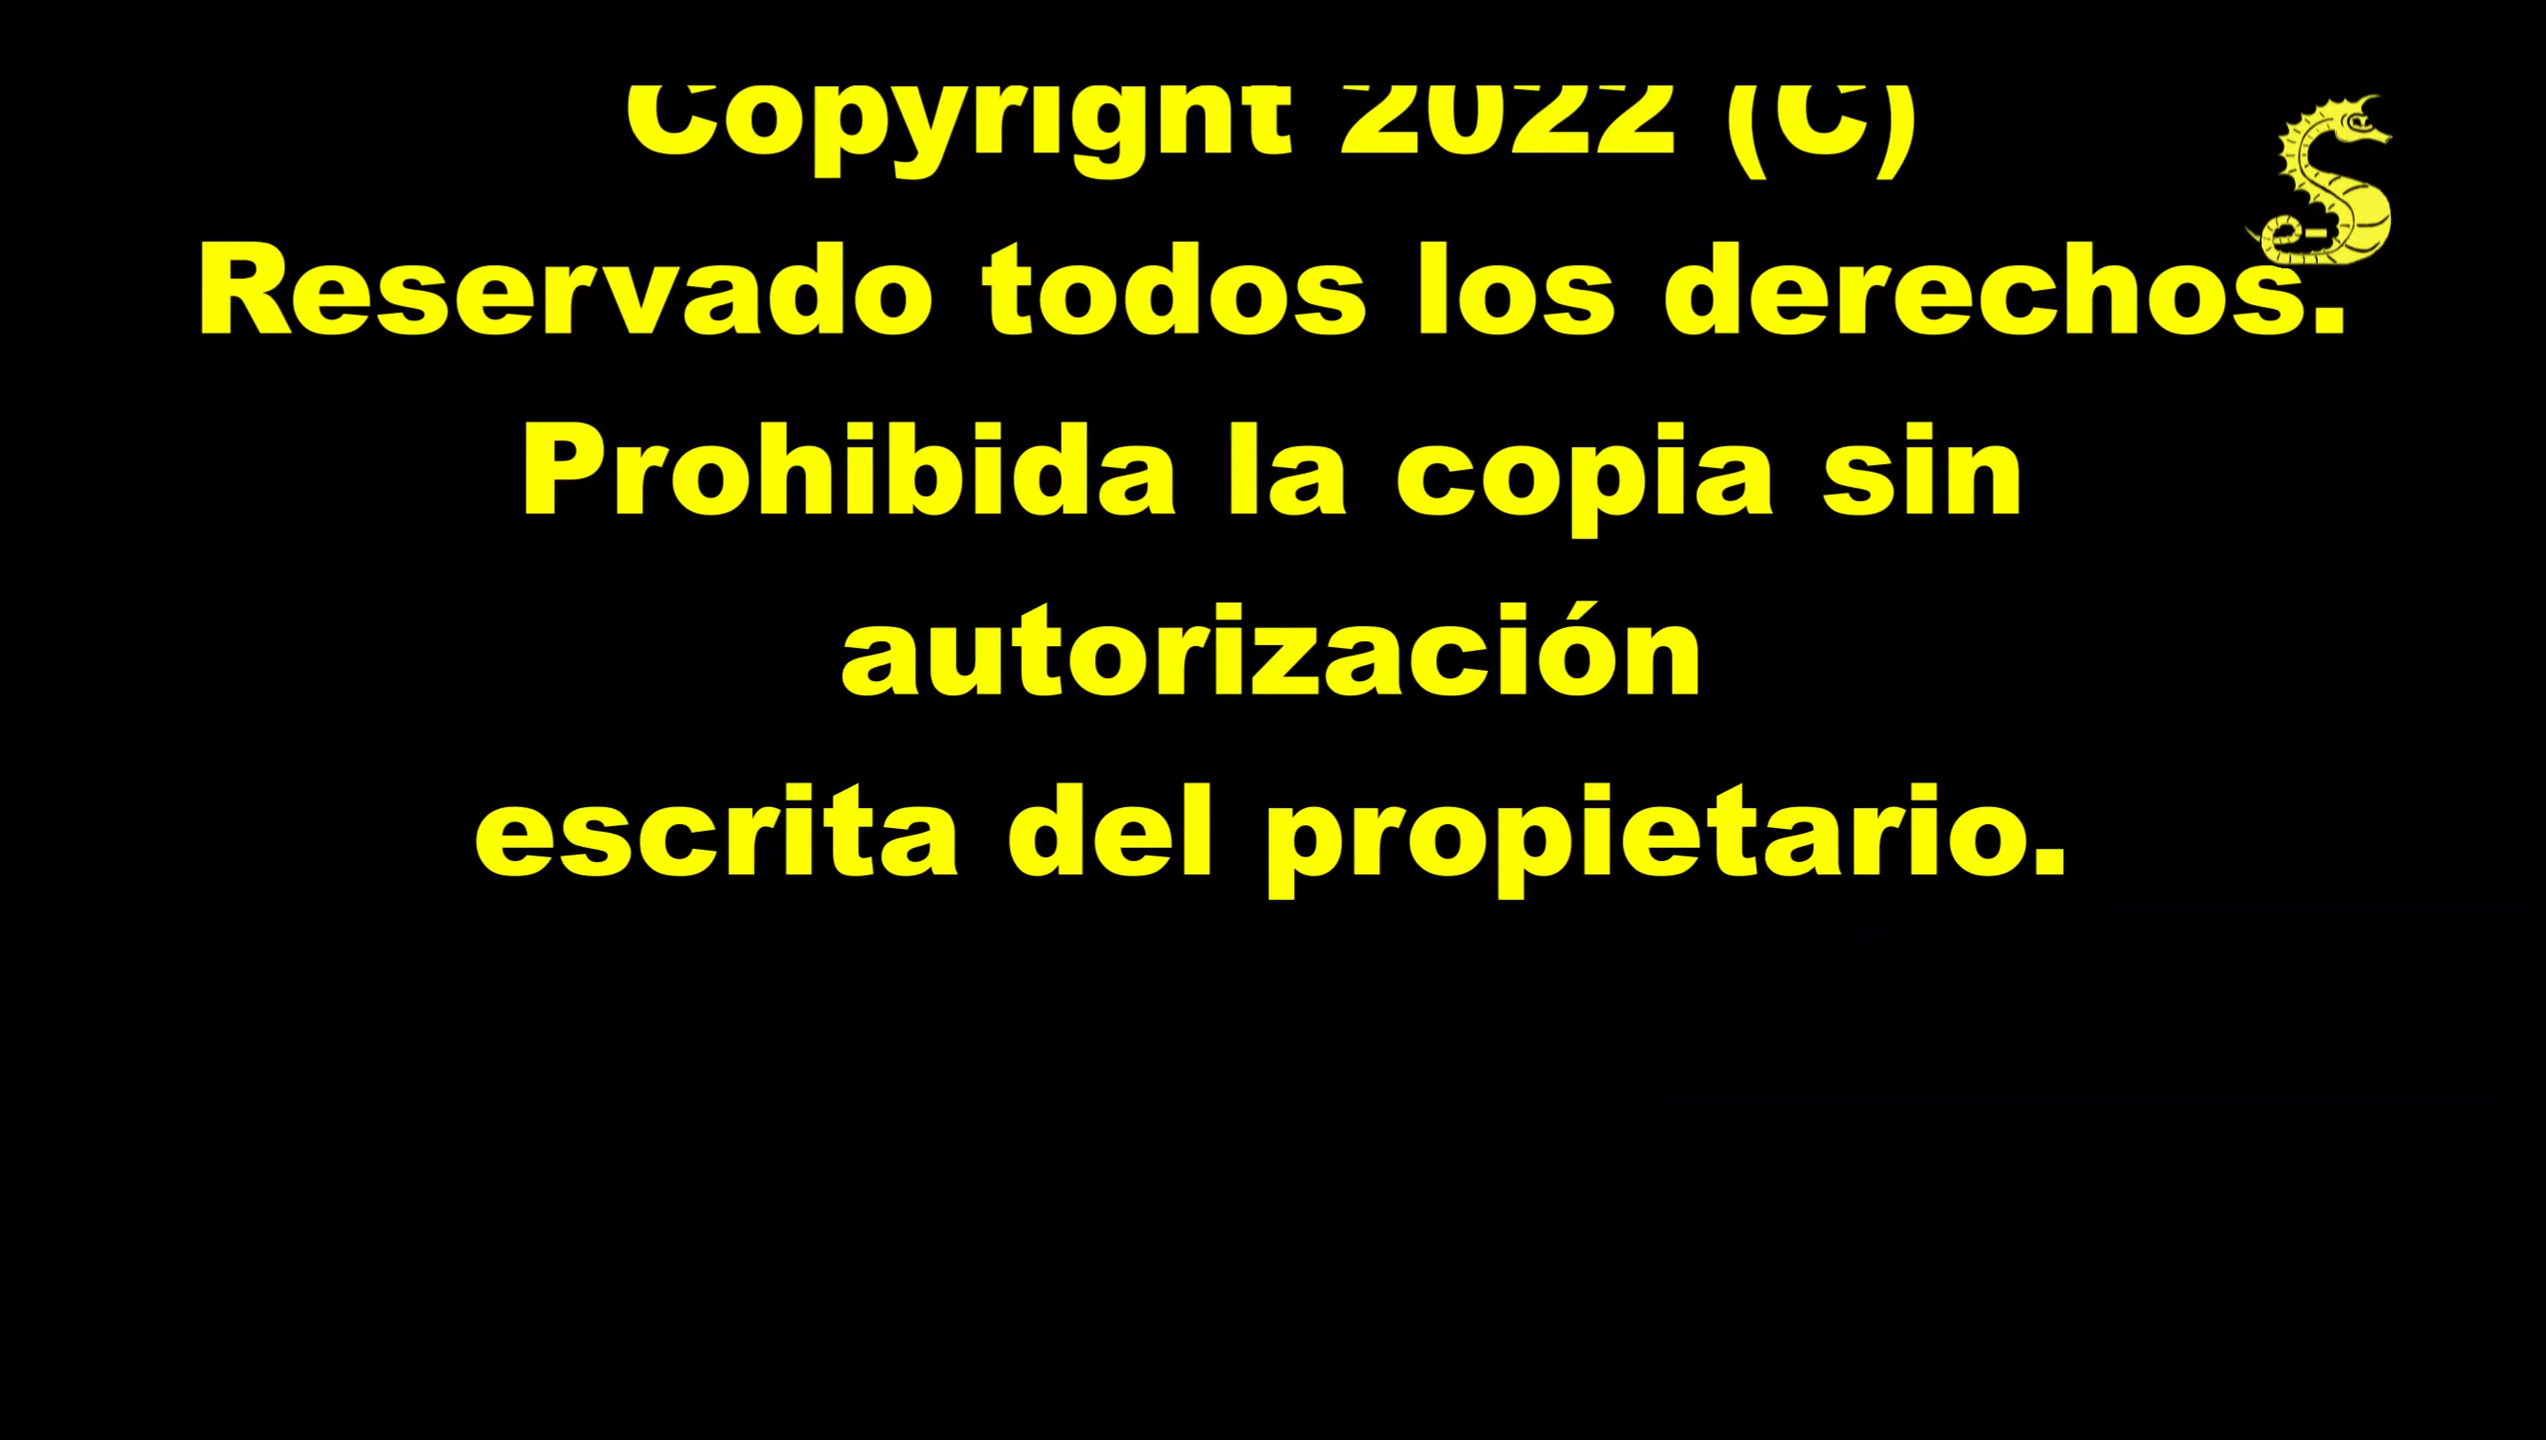 Copyright 2022 (C)
e-
Reservado todos los derechos.
Prohibida la copia sin
autorización
escrita del propietario.